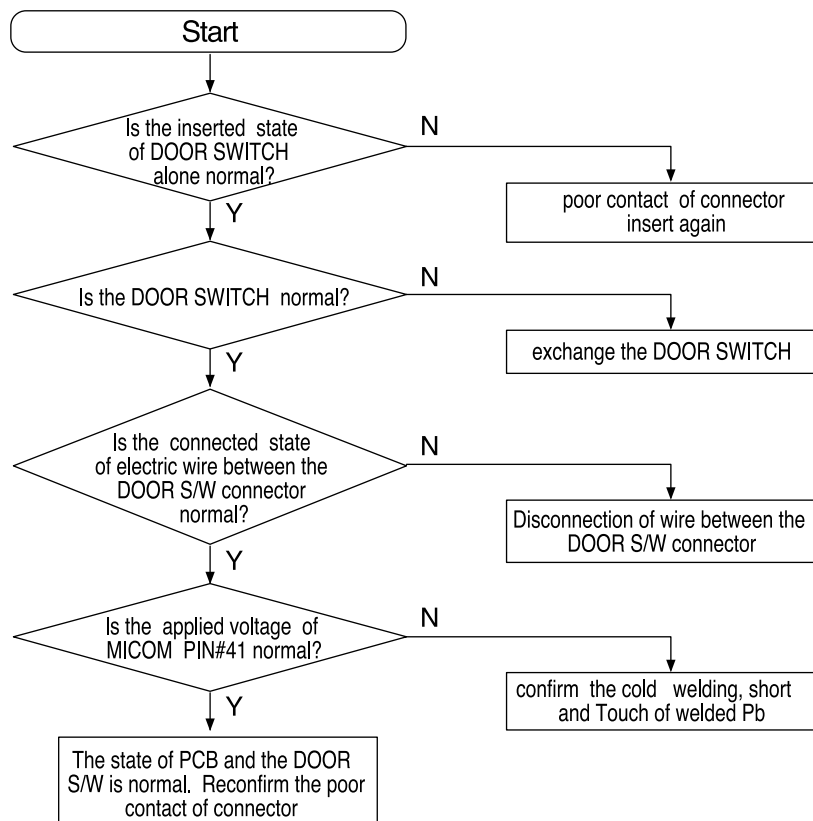 Start
Is the inserted state
of DOOR SWITCH
alone normal?
N
poor contact of connector
insert again
Y
Is the DOOR SWITCH normal?
N
exchange the DOOR SWITCH
Y
Is the connected state
of electric wire between the
DOOR S/W connector
normal?
N
Disconnection of wire between the
DOOR S/W connector
Y
Is the applied voltage of
MICOM PIN#41 normal?
N
confirm the cold welding, short
and Touch of welded Pb
Y
The state of PCB and the DOOR
S/W is normal. Reconfirm the poor
contact of connector